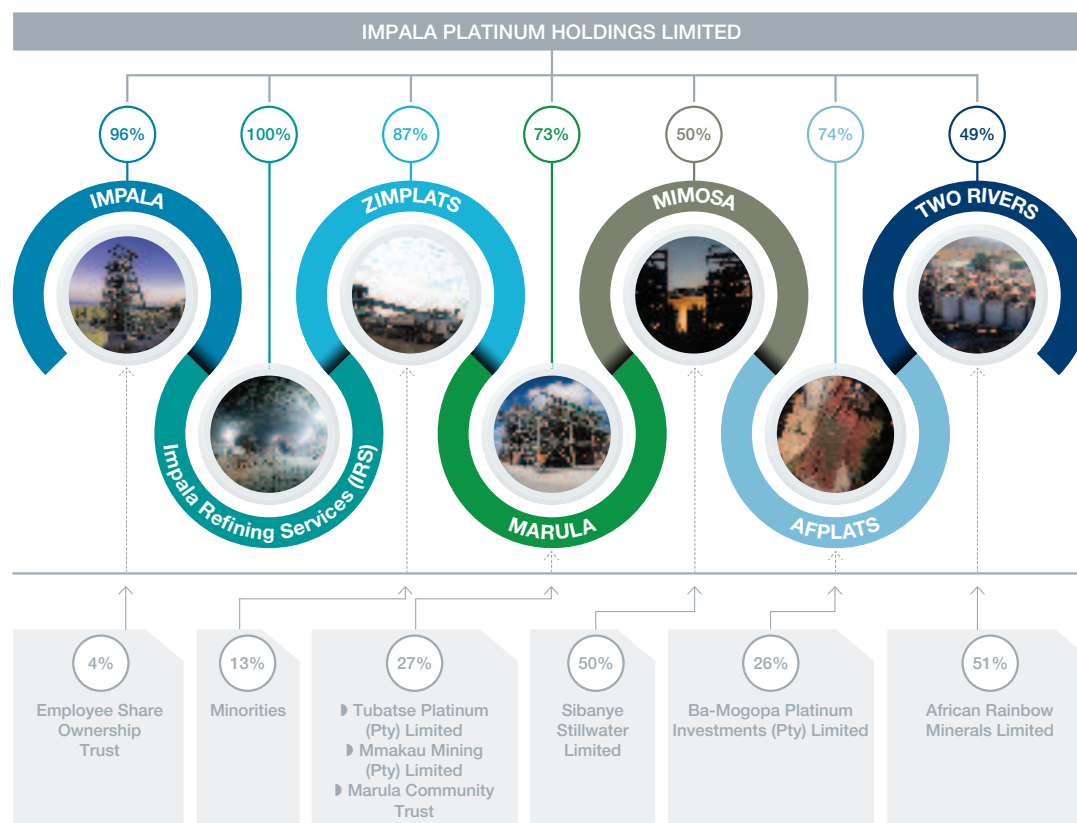 IMPALA PLATINUM HOLDINGS LIMITED
96%
100%
87%
73%
50%
74%
49%
IMPALA
ZIMPLATS
MIMOSA
TWO RIVERS
Impala Refining Services (IRS)
MARULA
AFPLATS
4%
Employee Share
Ownership
Trust
13%
Minorities
27%
◗ Tubatse Platinum
(Pty) Limited
◗ Mmakau Mining
(Pty) Limited
◗ Marula Community
Trust
50%
Sibanye
Stillwater
Limited
26%
Ba-Mogopa Platinum
Investments (Pty) Limited
51%
African Rainbow
Minerals Limited